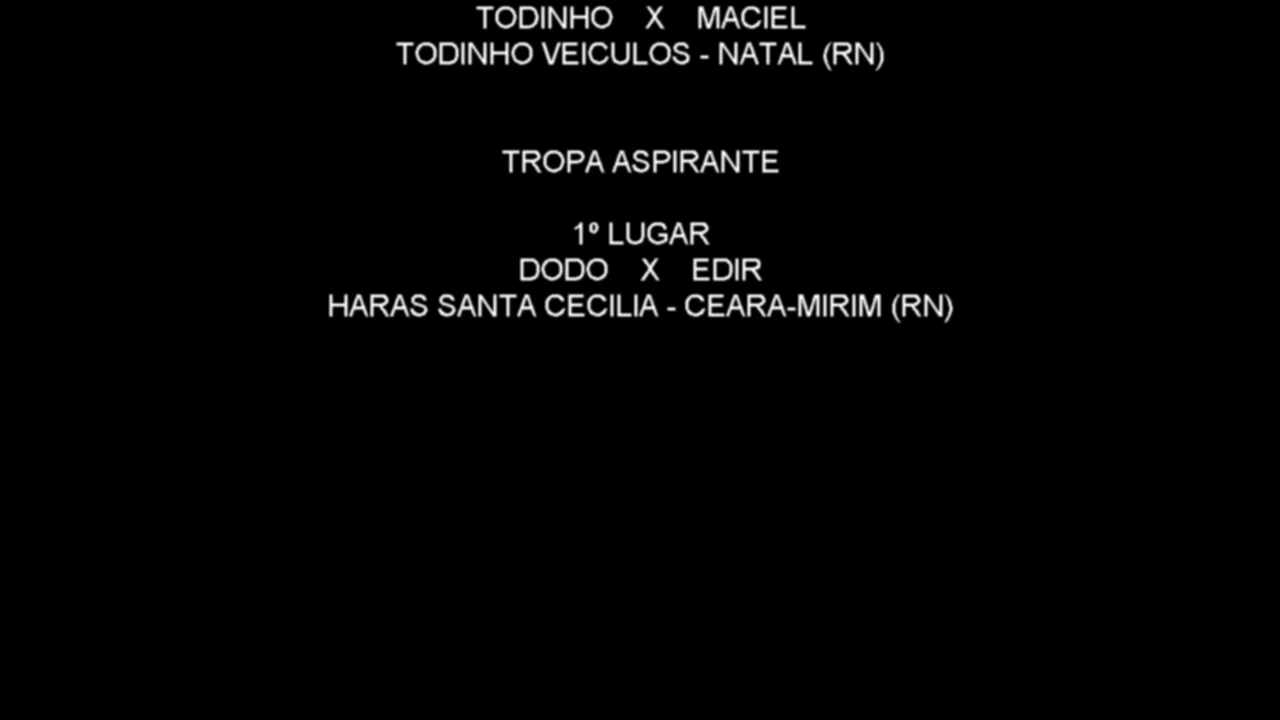 TODINHO X MACIEL
TODINHO VEICULOS - NATAL (RN)
TROPA ASPIRANTE
1º LUGAR
DODO X EDIR
HARAS SANTA CECILIA - CEARA-MIRIM (RN)